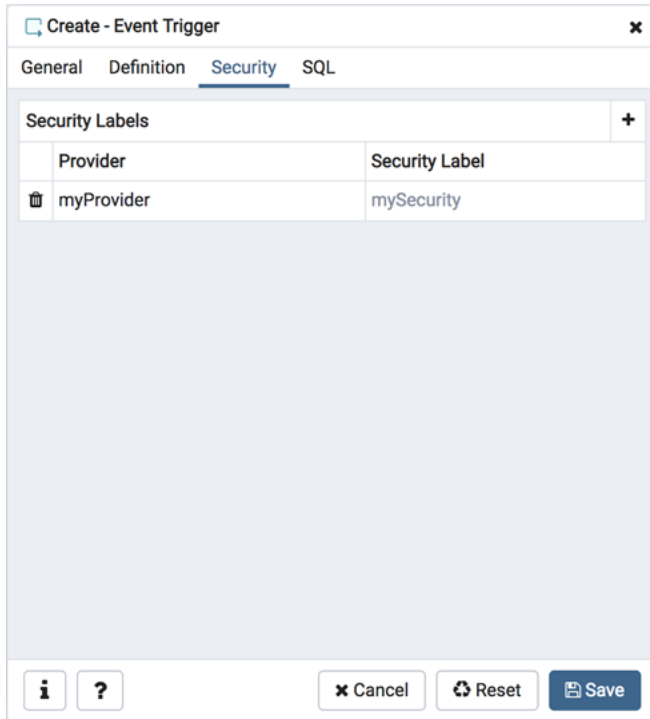 Create - Event Trigger
General Definition Security SQL
Security Labels
Provider Security Label
myProvider mySecurity
i ? Cancel Reset Save